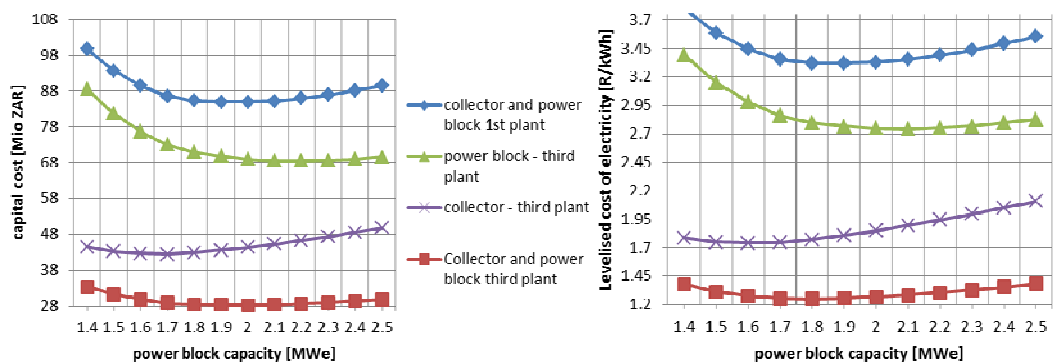 capital cost [Mio ZAR]
108
98
88
78
68
58
48
38
28
1.4 1.5 1.6 1.7 1.8 1.9 2 2.1 2.2 2.3 2.4 2.5
power block capacity [MWe]
collector and power
block 1st plant
power block - third
plant
collector - third plant
Collector and power
block third plant
Levelised cost of electricity [R/kWh]
3.7
3.45
3.2
2.95
2.7
2.45
2.2
1.95
1.7
1.45
1.2
1.4 1.5 1.6 1.7 1.8 1.9 2 2.1 2.2 2.3 2.4 2.5
power block capacity [MWe]